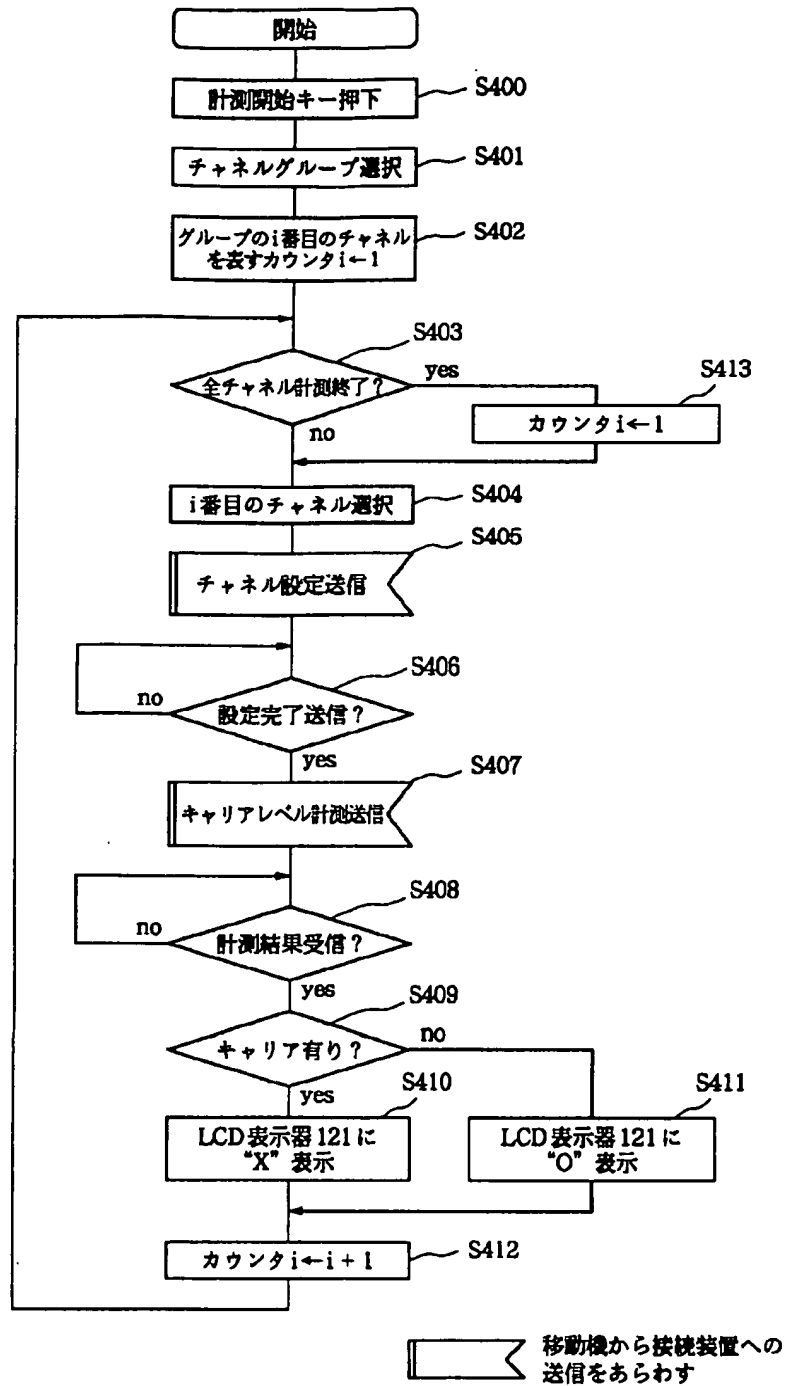 開始
計測開始キー押下
S400
チャネルグループ選択
S401
グループのi番目のチャネル
を表すカウンタi←1
S402
S403
全チャネル計測終了?
yes
no
S413
カウンタi←1
i番目のチャネル選択
S404
S405
チャネル設定送信
S406
no
設定完了送信?
yes
S407
キャリアレベル計測送信
S408
no
計測結果受信?
yes
S409
キャリア有り?
no
yes
S410
S411
LCD表示器121に
“X”表示
LCD表示器121に
“O”表示
カウンタi←i+1
S412
移動機から接続装置への
送信をあらわす